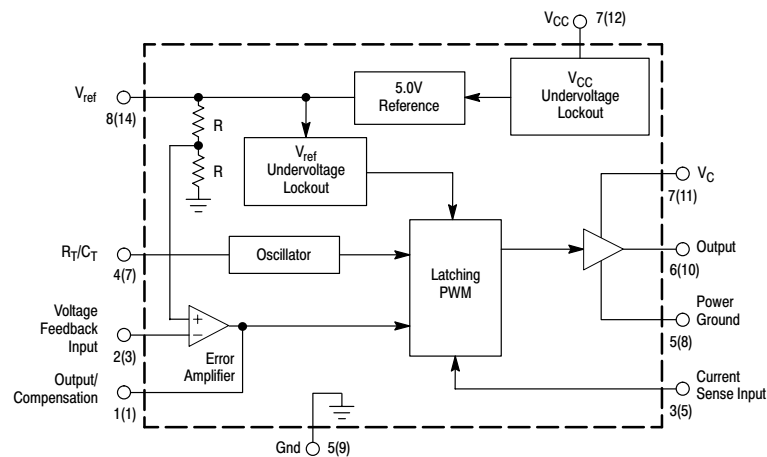 VCC 7(12)
Vref
8(14)
5.0V
Reference
VCC
Undervoltage
Lockout
R
R
Vref
Undervoltage
Lockout
VC
7(11)
RT/CT
4(7)
Oscillator
Latching
PWM
Output
6(10)
Voltage
Feedback
Input
2(3)
+
−
Error
Amplifier
Power
Ground
5(8)
Output/
Compensation
1(1)
Current
Sense Input
3(5)
Gnd 5(9)